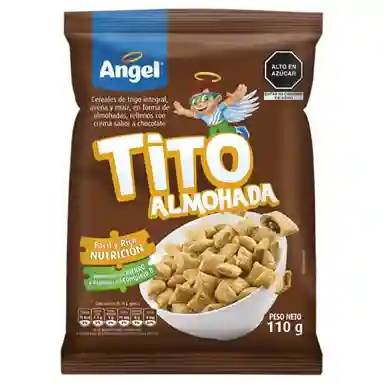 Angel
Cereales de trigo integral,
avena y maíz, en forma de
almohadas, rellenos con
crema sabor a chocolate
ALTO EN
AZÚCAR
TiTO
ALMOHADA
Fácil y Rica
NUTRICIÓN
HIERRO
PESO NETO
110 g